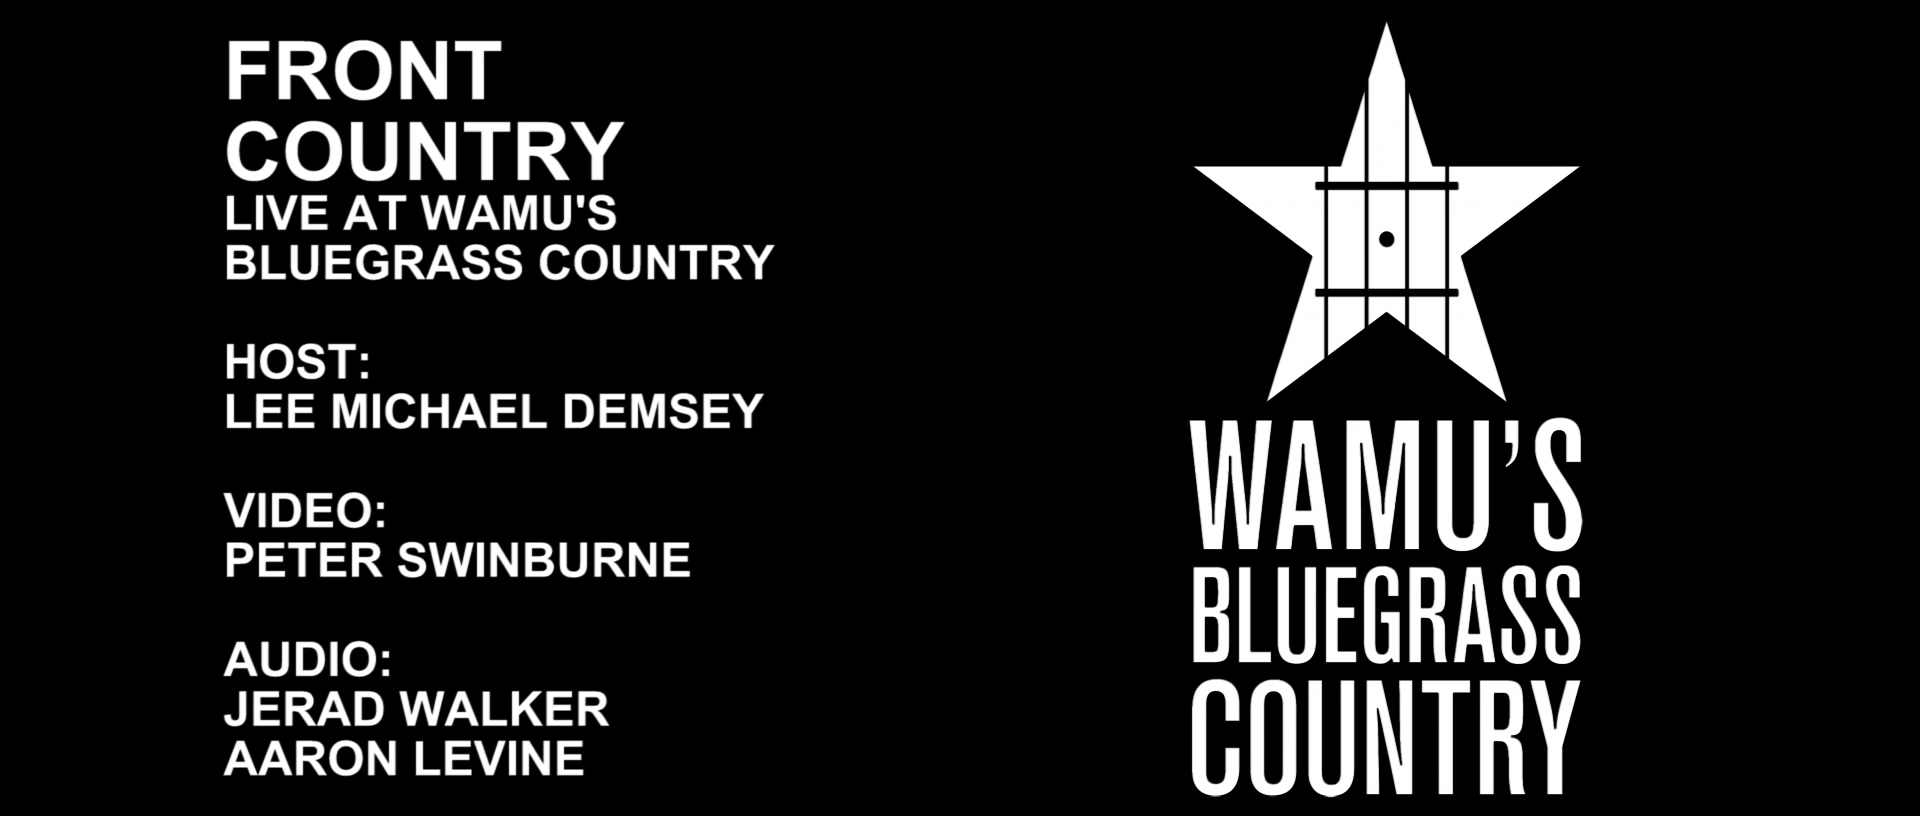 FRONT
COUNTRY
LIVE AT WAMU'S
BLUEGRASS COUNTRY
HOST:
LEE MICHAEL DEMSEY
VIDEO:
PETER SWINBURNE
AUDIO:
JERAD WALKER
AARON LEVINE
WAMU'S
BLUEGRASS
COUNTRY